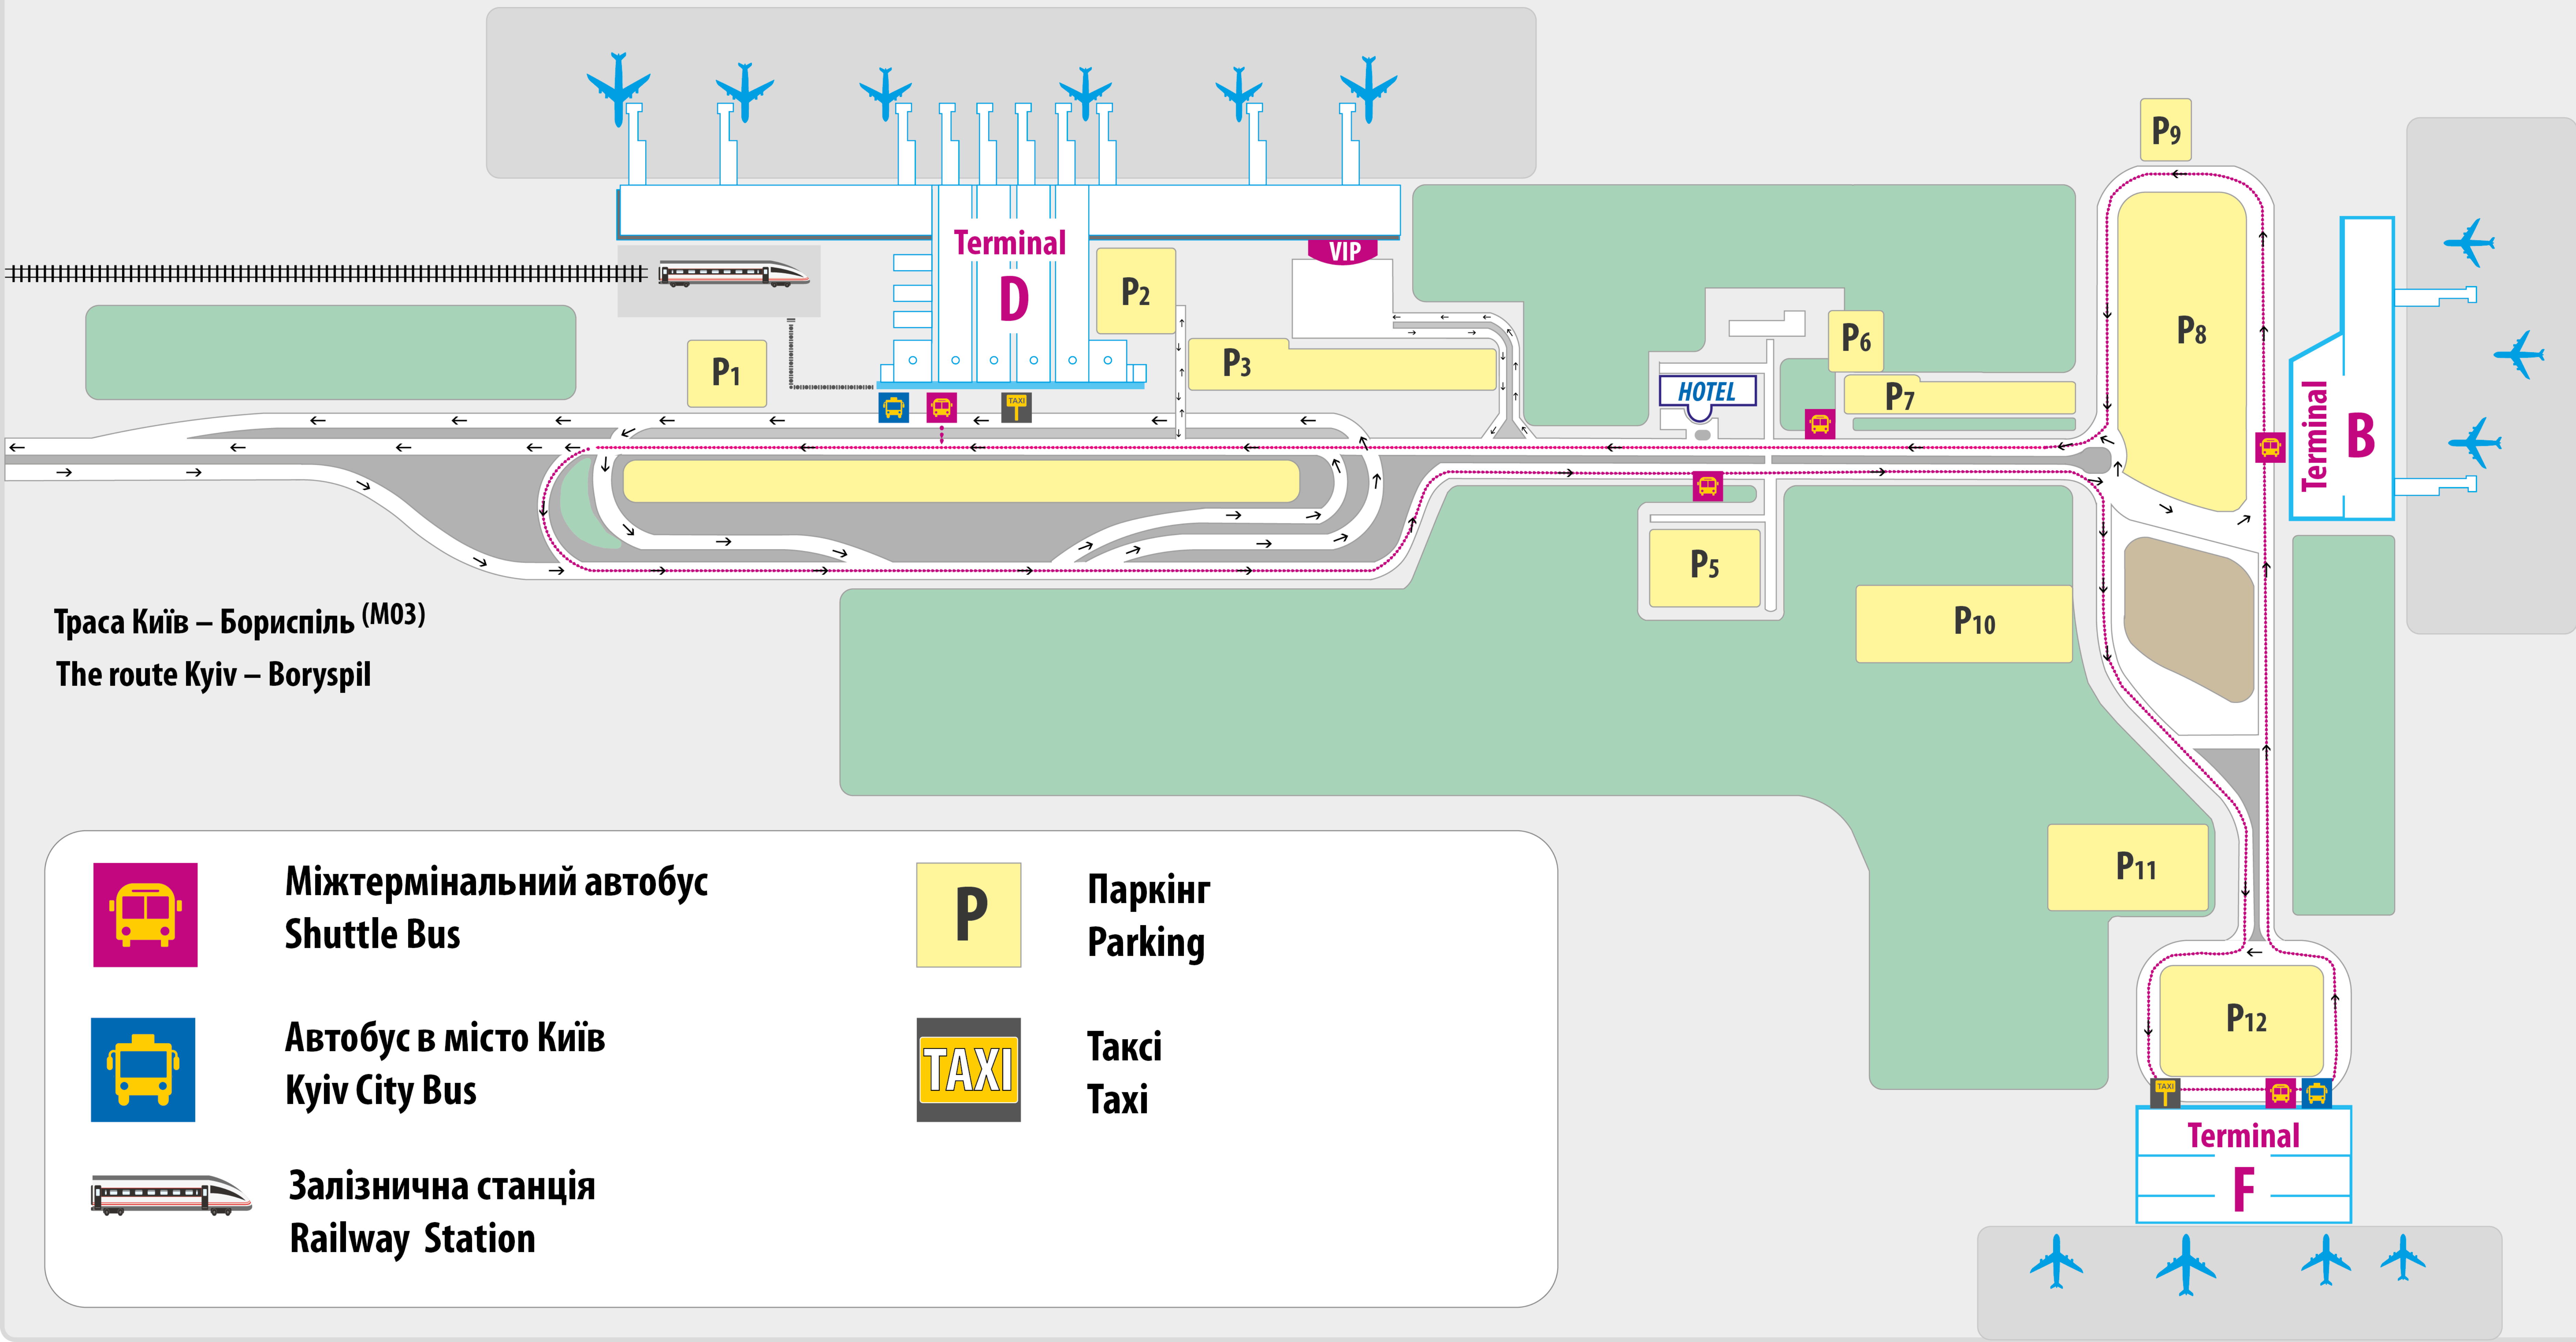 P9
Terminal
D
VIP
P2
P8
P1
P3
P6
HOTEL
P7
TAXI
Terminal
B
P5
P10
Траса Київ – Бориспіль (М03)
The route Kyiv – Boryspil
P11
P12
TAXI
Terminal
F
Міжтермінальний автобус
Shuttle Bus
P
Паркінг
Parking
Автобус в місто Київ
Kyiv City Bus
TAXI
Таксі
Taxi
Залізнична станція
Railway Station